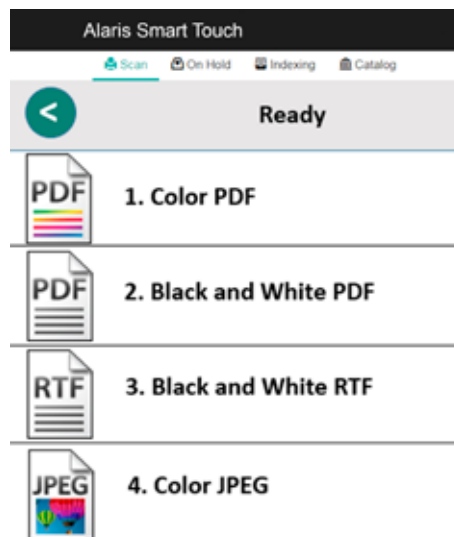 Alaris Smart Touch
Scan On Hold Indexing Catalog
< Ready
PDF 1. Color PDF
PDF 2. Black and White PDF
RTF 3. Black and White RTF
JPEG 4. Color JPEG